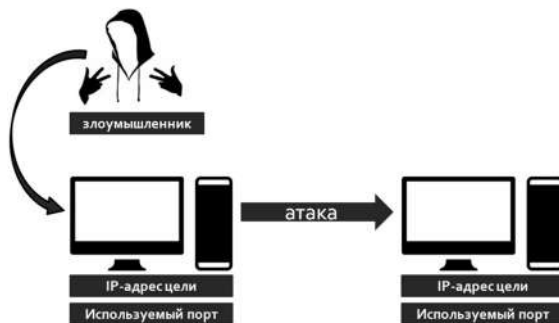 злоумышленник
атака
IP-адрес цели
Используемый порт
IP-адрес цели
Используемый порт